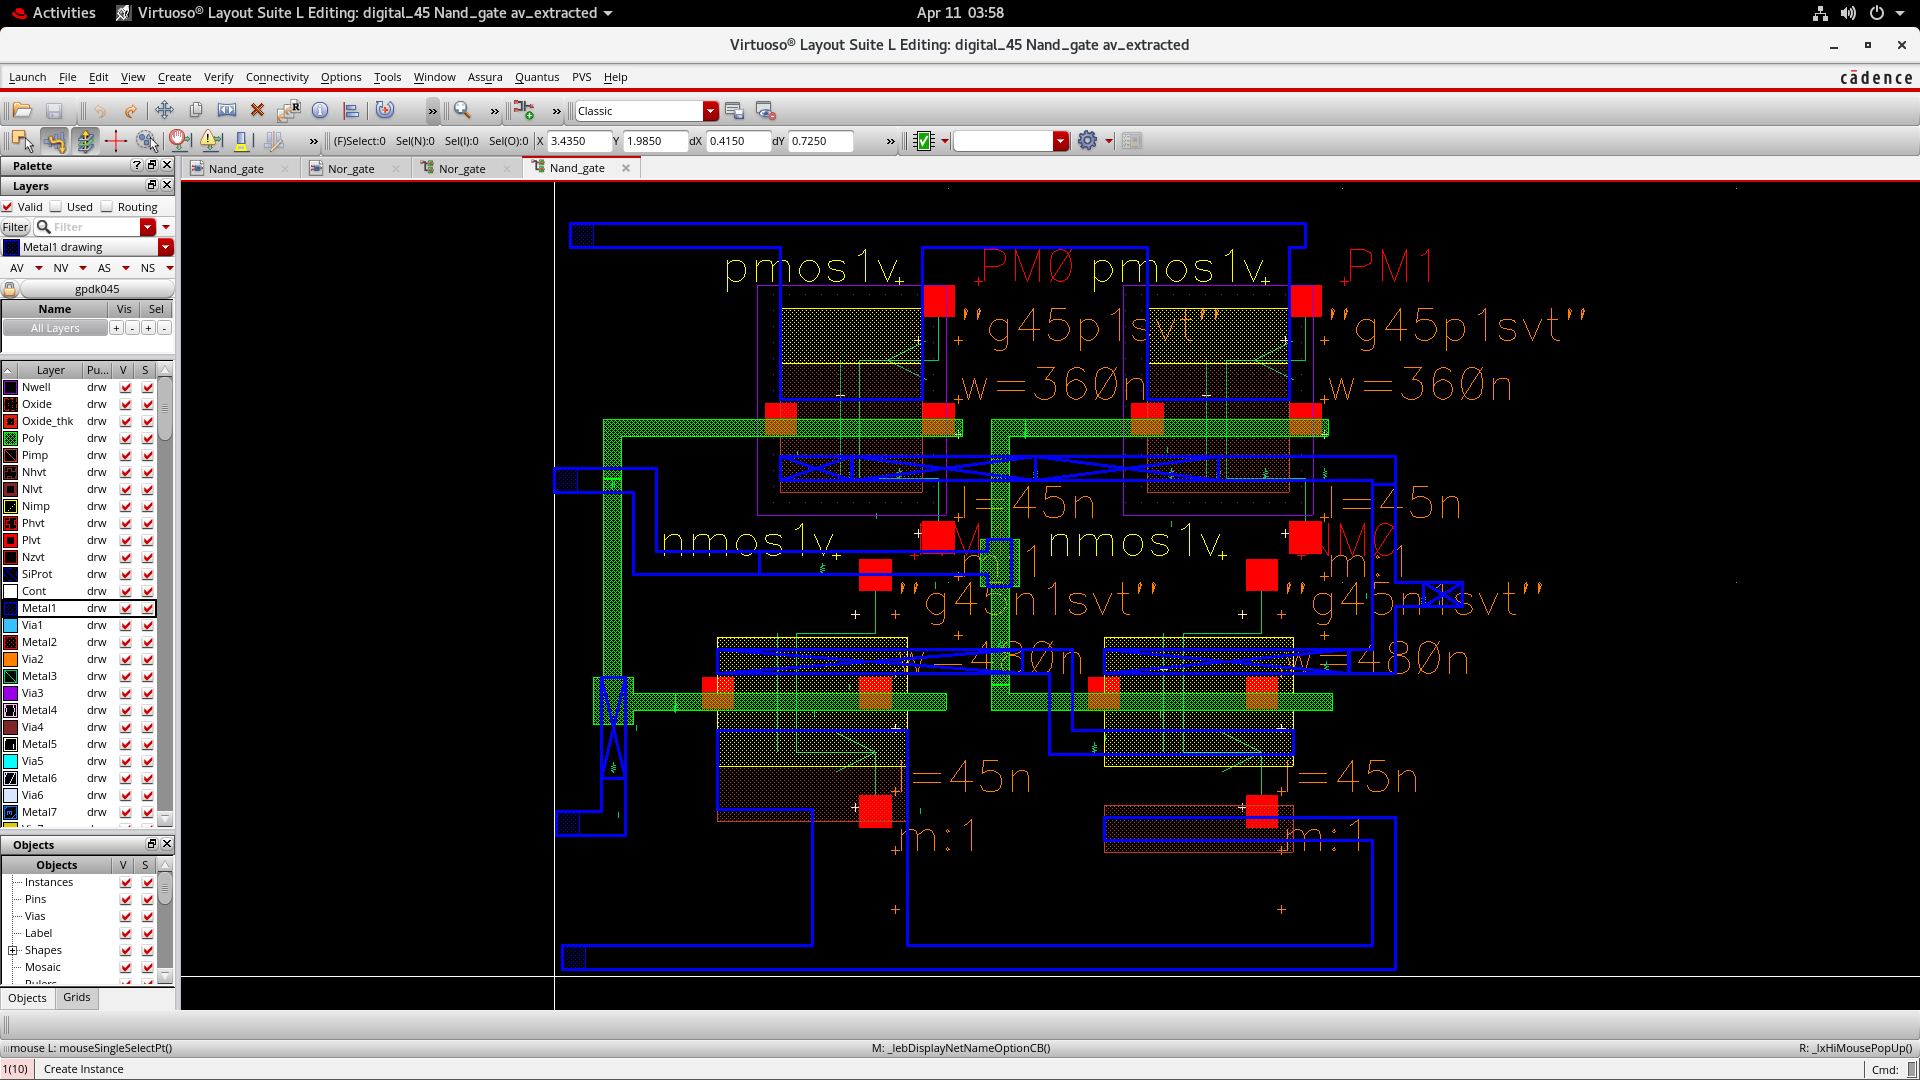 Activities Virtuoso® Layout Suite L Editing: digital_45 Nand_gate av_extracted Apr 11 03:58
Virtuoso® Layout Suite L Editing: digital_45 Nand_gate av_extracted
Launch File Edit View Create Verify Connectivity Options Tools Window Assura Quantus PVS Help cādence
» » » Classic
» (F)Select:0 Sel(N):0 Sel(I):0 Sel(O):0 X 3.4350 Y 1.9850 dX 0.4150 dY 0.7250 »
Palette
Nand_gate Nor_gate Nor_gate Nand_gate
Layers
Valid Used Routing
Filter Filter
Metal1 drawing
AV NV AS NS
gpdk045
Name Vis Sel
All Layers + - + -
Layer Pu... V S
Nwell drw
Oxide drw
Oxide_thk drw
Poly drw
Pimp drw
Nhvt drw
Nlvt drw
Nimp drw
Phvt drw
Plvt drw
Nzvt drw
SiProt drw
Cont drw
Metal1 drw
Via1 drw
Metal2 drw
Via2 drw
Metal3 drw
Via3 drw
Metal4 drw
Via4 drw
Metal5 drw
Via5 drw
Metal6 drw
Via6 drw
Metal7 drw
Objects
Objects V S
Instances
Pins
Vias
Label
Shapes
Mosaic
Rulers
Objects Grids
pmos1v PM0 pmos1v PM1
"g45p1svt" "g45p1svt"
w=360n w=360n
l=45n l=45n
nmos1v nmos1v NM0
m:1 m:1
"g45n1svt" "g45n1svt"
w=480n w=480n
=45n =45n
m:1 m:1
mouse L: mouseSingleSelectPt() M: _lebDisplayNetNameOptionCB() R: _lxHiMousePopUp()
1(10) Create Instance Cmd: